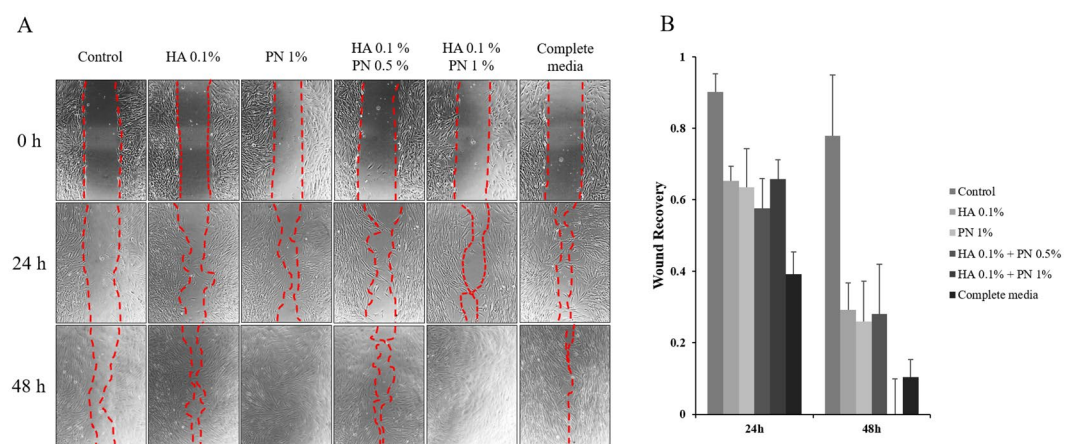 A
Control
HA 0.1%
PN 1%
HA 0.1 %
PN 0.5 %
HA 0.1 %
PN 1%
Complete
media
0 h
24 h
48 h
B
Wound Recovery
1
0.8
0.6
0.4
0.2
0
24h
48h
Control
HA 0.1%
PN 1%
HA 0.1% + PN 0.5%
HA 0.1% + PN 1%
Complete media